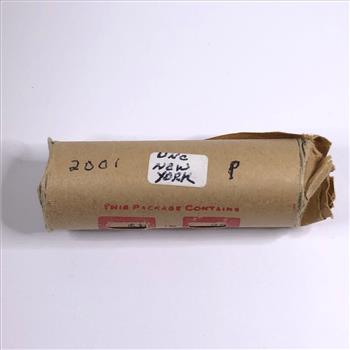 2001
UNC
NEW
YORK
P
THIS PACKAGE CONTAINS